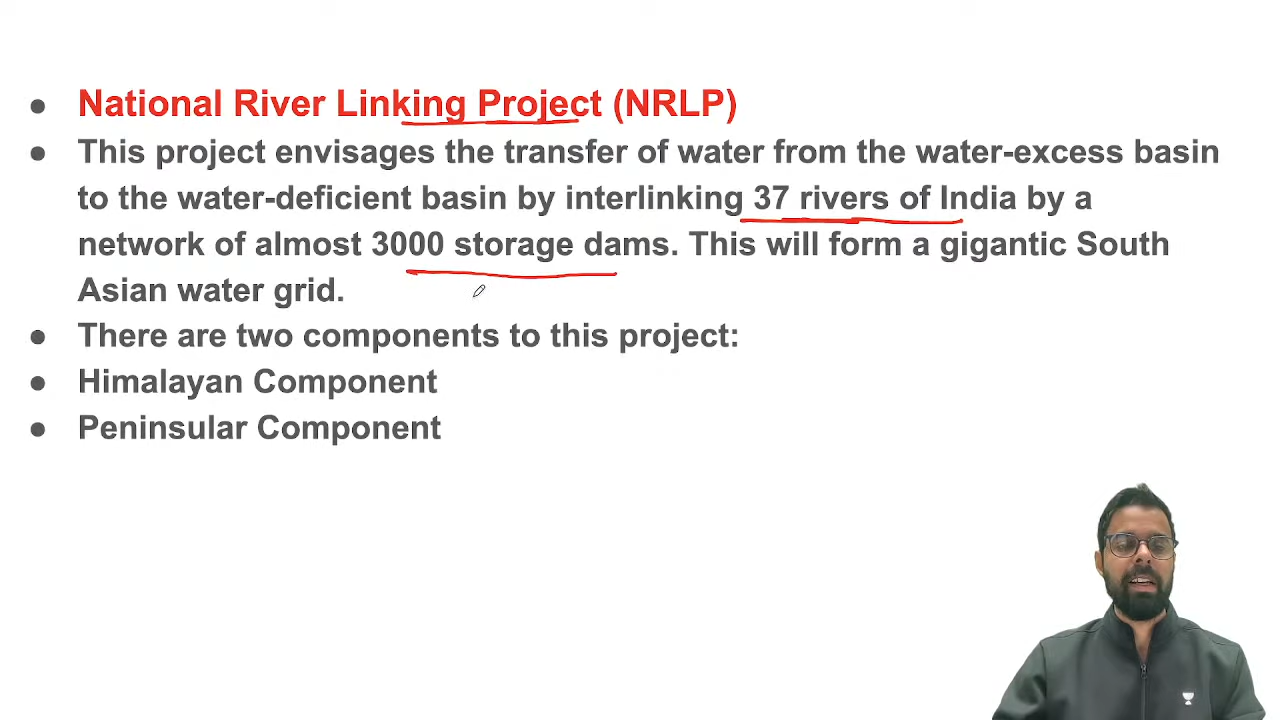 National River Linking Project (NRLP)
This project envisages the transfer of water from the water-excess basin
to the water-deficient basin by interlinking 37 rivers of India by a
network of almost 3000 storage dams. This will form a gigantic South
Asian water grid.
There are two components to this project:
Himalayan Component
Peninsular Component